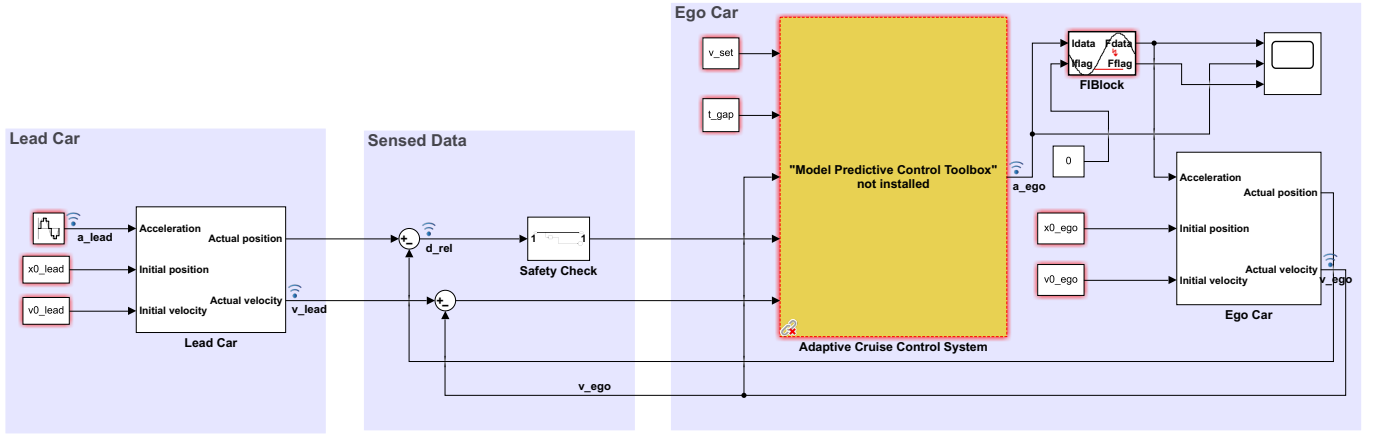 Ego Car
v_set
t_gap
"Model Predictive Control Toolbox"
not installed
Adaptive Cruise Control System
a_ego
Idata Fdata
Iflag Fflag
FIBlock
0
Acceleration
Actual position
x0_ego
Initial position
v0_ego
Initial velocity
Actual velocity
v_ego
Ego Car
Lead Car
a_lead
x0_lead
v0_lead
Acceleration
Actual position
Initial position
Actual velocity
Initial velocity
v_lead
Lead Car
Sensed Data
+
−
d_rel
1 1
Safety Check
+
−
v_ego